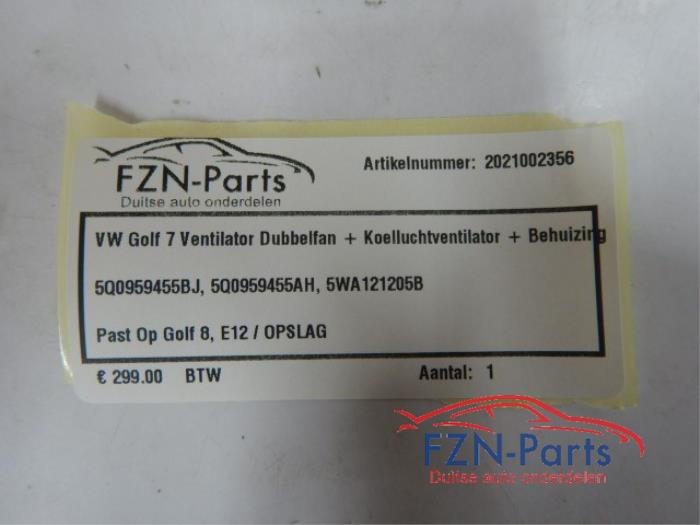 FZN-Parts
Duitse auto onderdelen
Artikelnummer: 2021002356
VW Golf 7 Ventilator Dubbelfan + Koelluchtventilator + Behuizing
5Q0959455BJ, 5Q0959455AH, 5WA121205B
Past Op Golf 8, E12 / OPSLAG
€ 299.00 BTW Aantal: 1
FZN-Parts
Duitse auto onderdelen